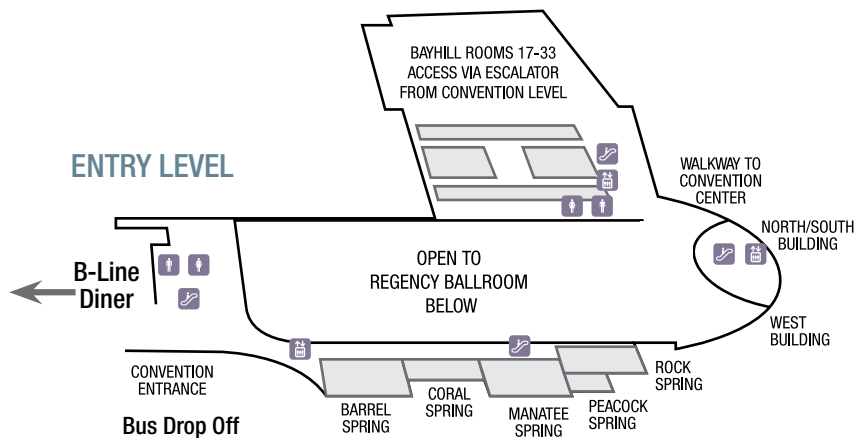 BAYHILL ROOMS 17-33
ACCESS VIA ESCALATOR
FROM CONVENTION LEVEL
ENTRY LEVEL
WALKWAY TO
CONVENTION
CENTER
NORTH/SOUTH
BUILDING
B-Line
Diner
OPEN TO
REGENCY BALLROOM
BELOW
WEST
BUILDING
CONVENTION
ENTRANCE
Bus Drop Off
BARREL
SPRING
CORAL
SPRING
MANATEE
SPRING
PEACOCK
SPRING
ROCK
SPRING